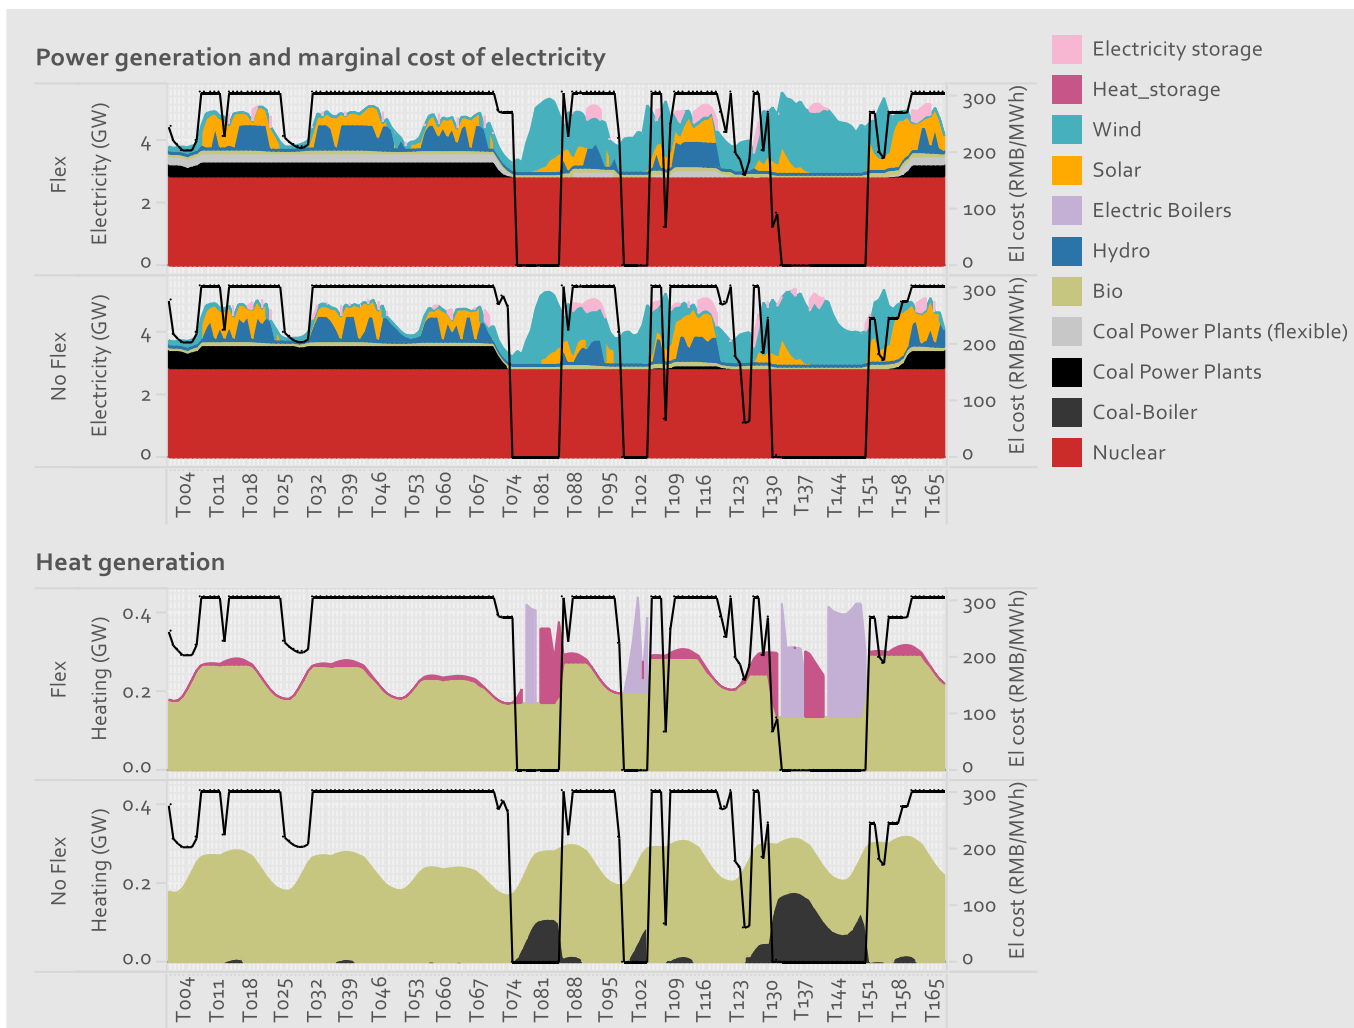 Power generation and marginal cost of electricity
Electricity storage
Heat_storage
Wind
Solar
Electric Boilers
Hydro
Bio
Coal Power Plants (flexible)
Coal Power Plants
Coal-Boiler
Nuclear
Flex
Electricity (GW)
4
2
0
300
200
100
0
El cost (RMB/MWh)
No Flex
Electricity (GW)
4
2
0
300
200
100
0
El cost (RMB/MWh)
T004 T011 T018 T025 T032 T039 T046 T053 T060 T067 T074 T081 T088 T095 T102 T109 T116 T123 T130 T137 T144 T151 T158 T165
Heat generation
Flex
Heating (GW)
0.4
0.2
0.0
300
200
100
0
El cost (RMB/MWh)
No Flex
Heating (GW)
0.4
0.2
0.0
300
200
100
0
El cost (RMB/MWh)
T004 T011 T018 T025 T032 T039 T046 T053 T060 T067 T074 T081 T088 T095 T102 T109 T116 T123 T130 T137 T144 T151 T158 T165